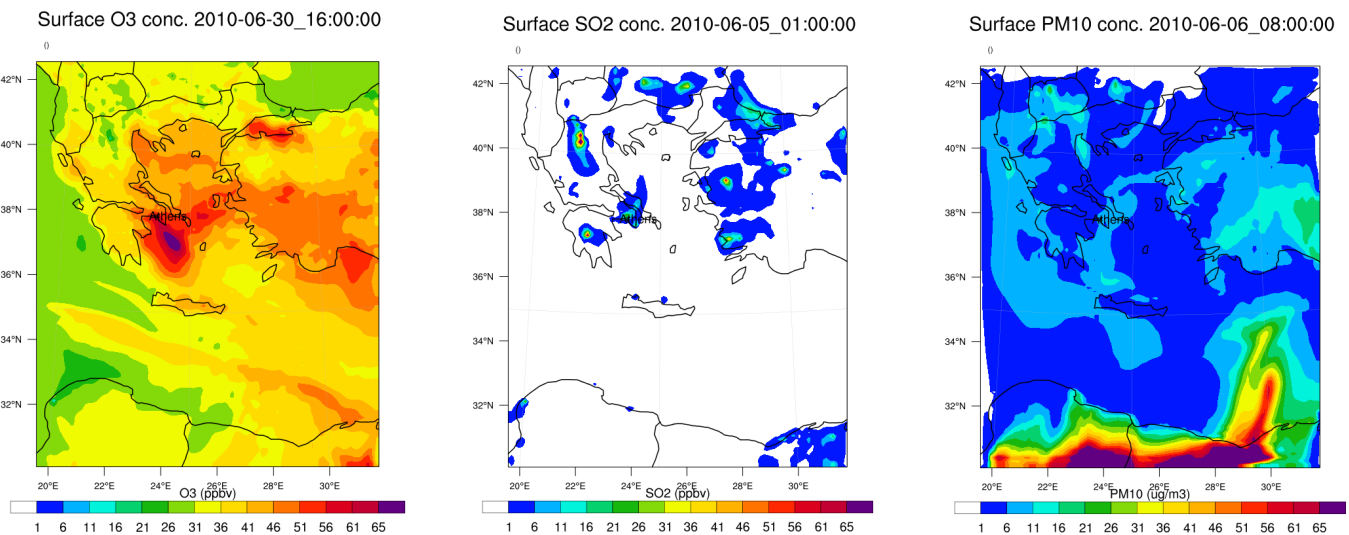 Surface O3 conc. 2010-06-30_16:00:00
()
42°N
40°N
38°N
36°N
34°N
32°N
Athens
20°E 22°E 24°E 26°E 28°E 30°E
O3 (ppbv)
1 6 11 16 21 26 31 36 41 46 51 56 61 65
Surface SO2 conc. 2010-06-05_01:00:00
()
42°N
40°N
38°N
36°N
34°N
32°N
Athens
20°E 22°E 24°E 26°E 28°E 30°E
SO2 (ppbv)
1 6 11 16 21 26 31 36 41 46 51 56 61 65
Surface PM10 conc. 2010-06-06_08:00:00
()
42°N
40°N
38°N
36°N
34°N
32°N
Athens
20°E 22°E 24°E 26°E 28°E 30°E
PM10 (ug/m3)
1 6 11 16 21 26 31 36 41 46 51 56 61 65